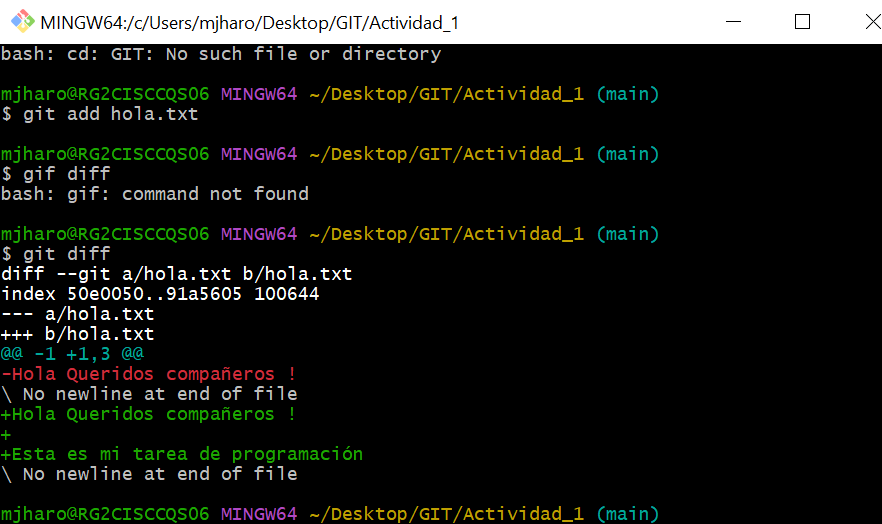 MINGW64:/c/Users/mjharo/Desktop/GIT/Actividad_1
bash: cd: GIT: No such file or directory
mjharo@RG2CISCCQS06 MINGW64 ~/Desktop/GIT/Actividad_1 (main)
$ git add hola.txt
mjharo@RG2CISCCQS06 MINGW64 ~/Desktop/GIT/Actividad_1 (main)
$ gif diff
bash: gif: command not found
mjharo@RG2CISCCQS06 MINGW64 ~/Desktop/GIT/Actividad_1 (main)
$ git diff
diff --git a/hola.txt b/hola.txt
index 50e0050..91a5605 100644
--- a/hola.txt
+++ b/hola.txt
@@ -1 +1,3 @@
-Hola Queridos compañeros !
\ No newline at end of file
+Hola Queridos compañeros !
+
+Esta es mi tarea de programación
\ No newline at end of file
mjharo@RG2CISCCQS06 MINGW64 ~/Desktop/GIT/Actividad_1 (main)